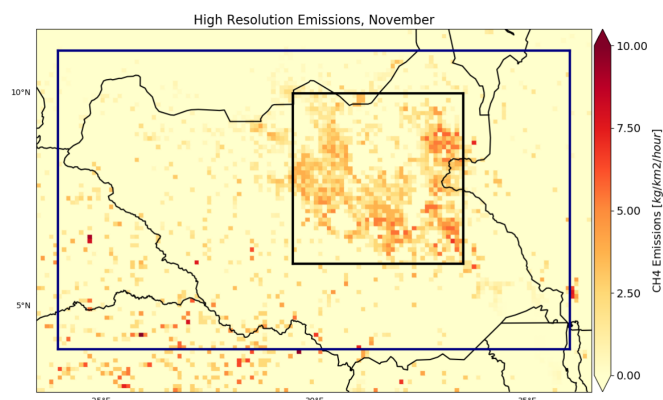 High Resolution Emissions, November
10°N
5°N
10.00
7.50
5.00
2.50
0.00
CH4 Emissions [kg/km2/hour]